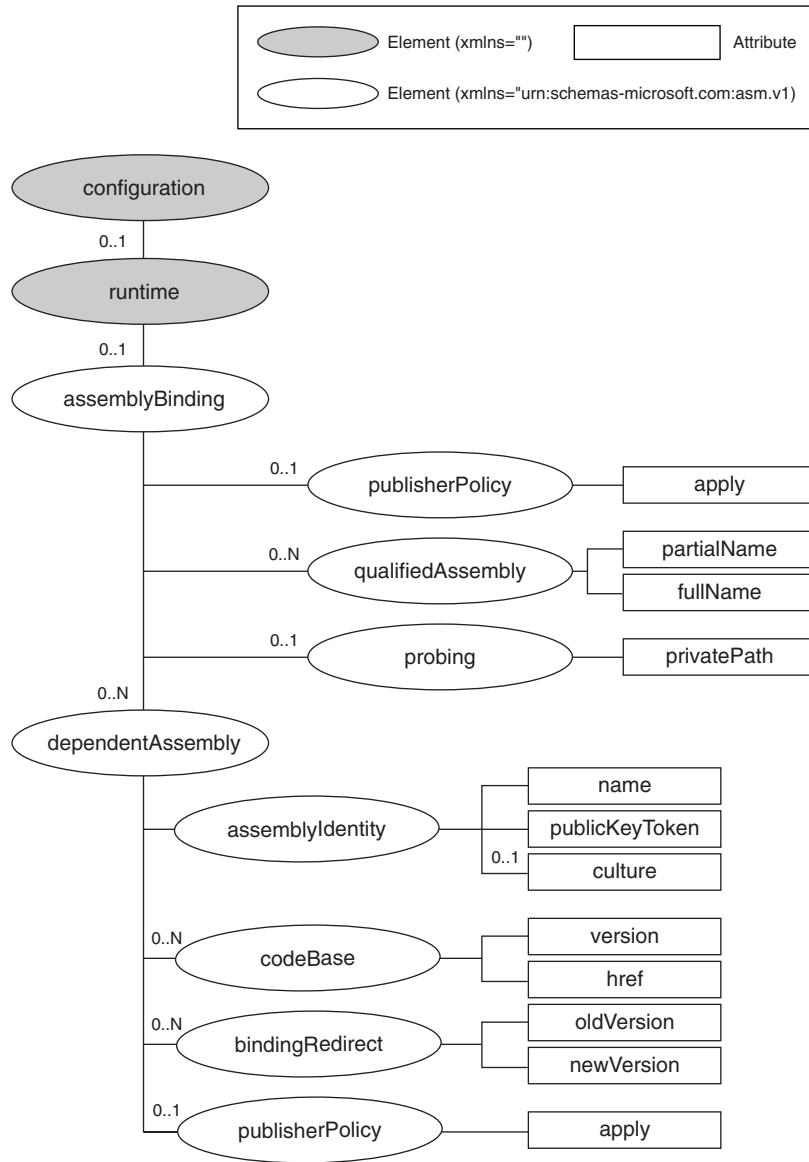 Element (xmlns="")
Attribute
Element (xmlns="urn:schemas-microsoft.com:asm.v1)
configuration
0..1
runtime
0..1
assemblyBinding
0..1
publisherPolicy
apply
0..N
qualifiedAssembly
partialName
fullName
0..1
probing
privatePath
0..N
dependentAssembly
assemblyIdentity
name
publicKeyToken
0..1
culture
0..N
codeBase
version
href
0..N
bindingRedirect
oldVersion
newVersion
0..1
publisherPolicy
apply